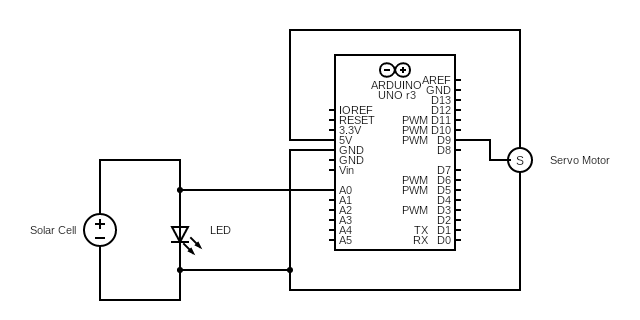 ARDUINO
UNO r3
AREF
GND
D13
IOREF D12
RESET PWM D11
3.3V PWM D10
5V PWM D9
GND D8
GND
Vin D7
PWM D6
A0 PWM D5
A1 D4
A2 PWM D3
A3 D2
A4 TX D1
A5 RX D0
S Servo Motor
Solar Cell
LED